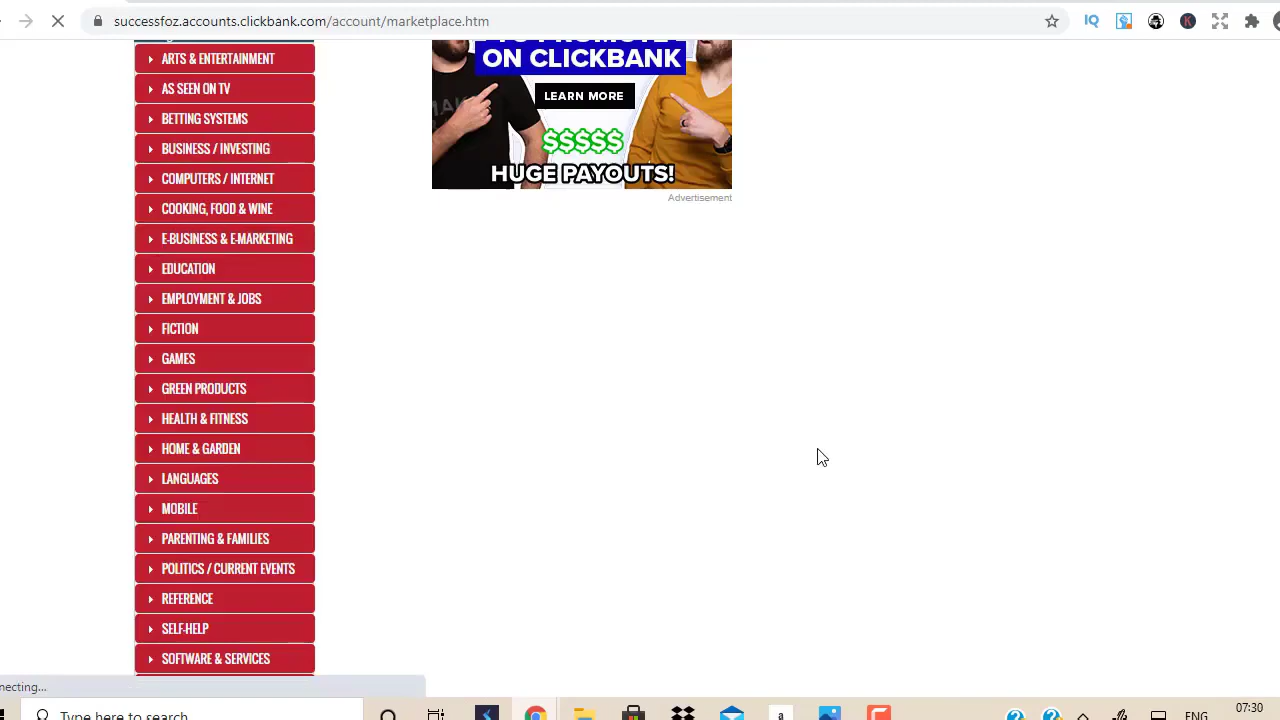 successfoa.accounts.clickbank.com/account/marketplace.htm
IQ
K
ON CLICKBANK
LEARN MORE
$$$$$
HUGE PAYOUTS!
Advertisement
ARTS & ENTERTAINMENT
AS SEEN ON TV
BETTING SYSTEMS
BUSINESS / INVESTING
COMPUTERS / INTERNET
COOKING, FOOD & WINE
E-BUSINESS & E-MARKETING
EDUCATION
EMPLOYMENT & JOBS
FICTION
GAMES
GREEN PRODUCTS
HEALTH & FITNESS
HOME & GARDEN
LANGUAGES
MOBILE
PARENTING & FAMILIES
POLITICS / CURRENT EVENTS
REFERENCE
SELF-HELP
SOFTWARE & SERVICES
necting...
Type here to search
a
ENG
07:30